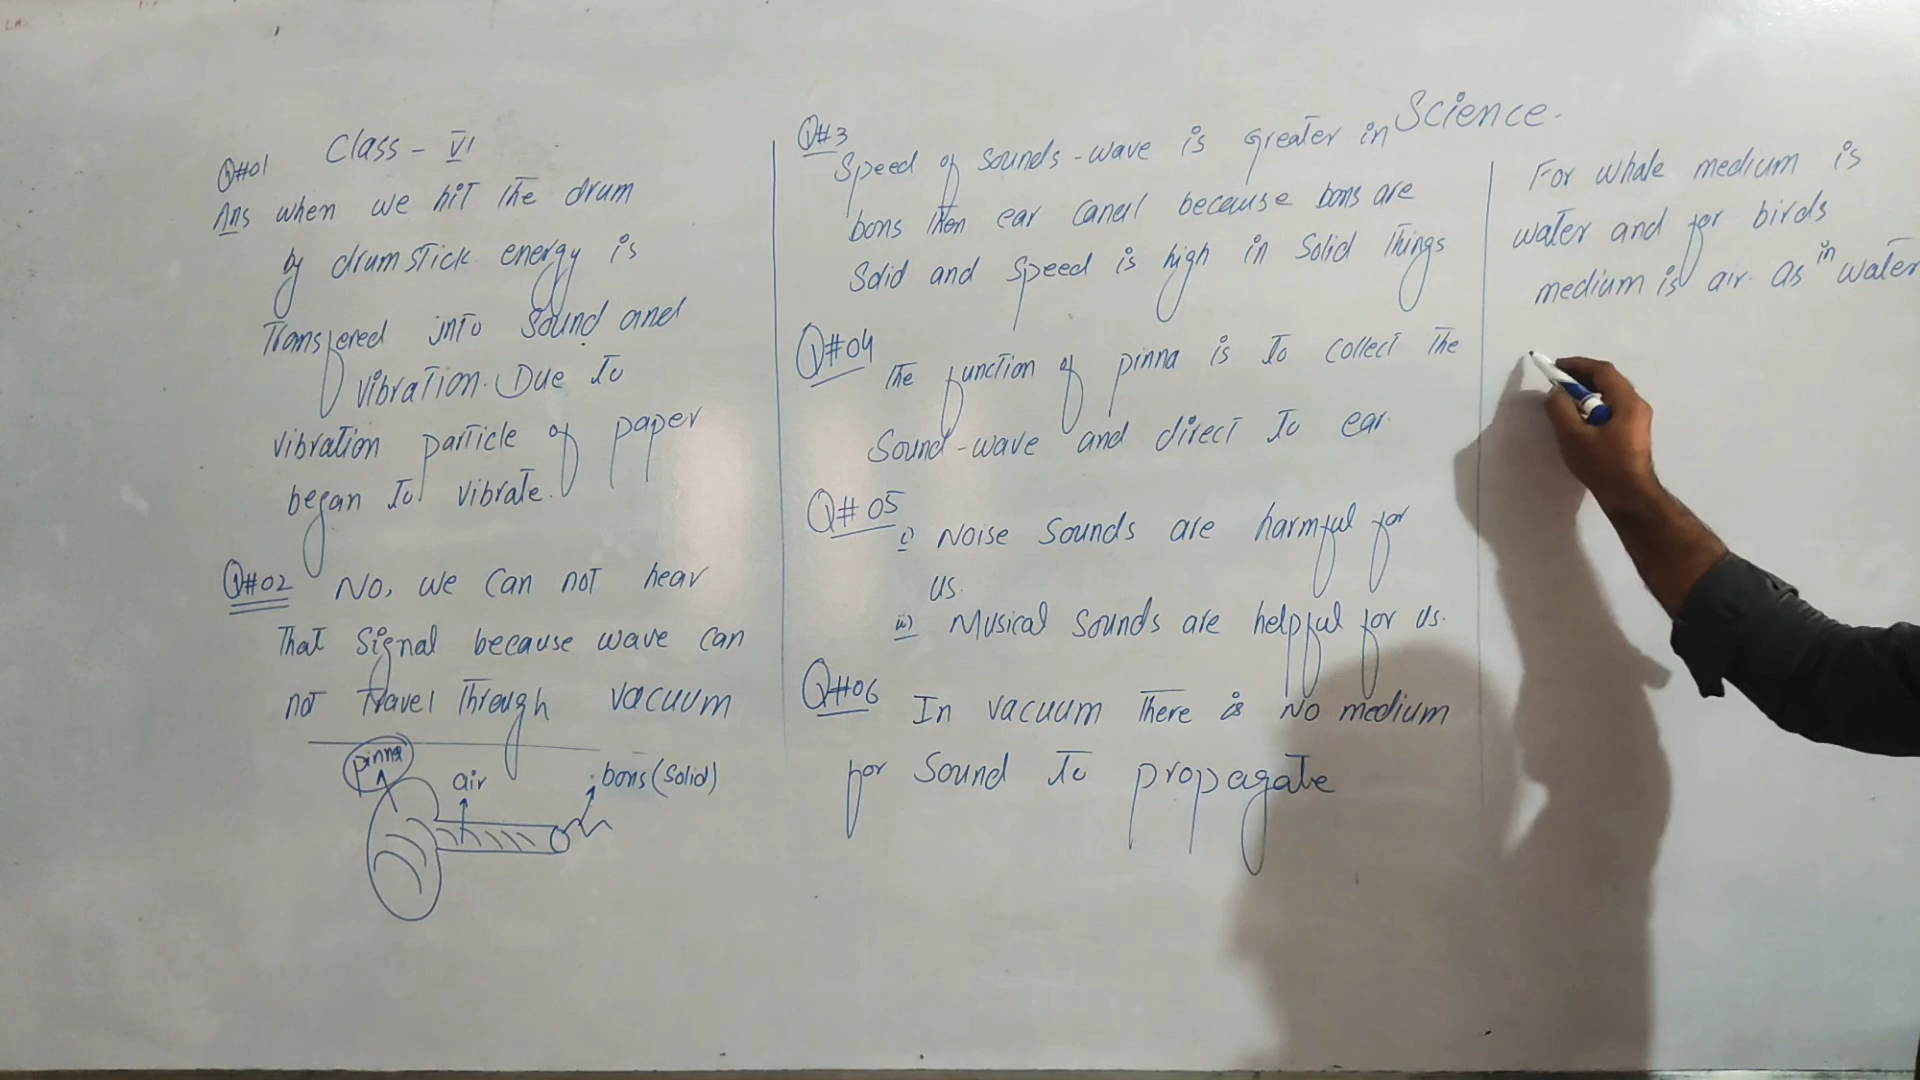 Science.
Class - VI
Q#01
Ans when we hit the drum
by drumstick energy is
Transfered into sound and
vibration. Due to
vibration particle of paper
began to vibrate.
Q#02 No, we can not hear
That signal because wave can
not travel Through vacuum
pinna
air
bons (solid)
Q#3
Speed of sounds-wave is greater in
bons then ear canal because bons are
Solid and speed is high in solid Things
Q#04
The function of pinna is to collect the
Sound-wave and direct to ear.
Q#05
i) Noise sounds are harmful for
us.
ii) Musical sounds are helpful for us.
Q#06 In vacuum There is No medium
for sound to propagate
For whale medium is
water and for birds
medium is air. as in water